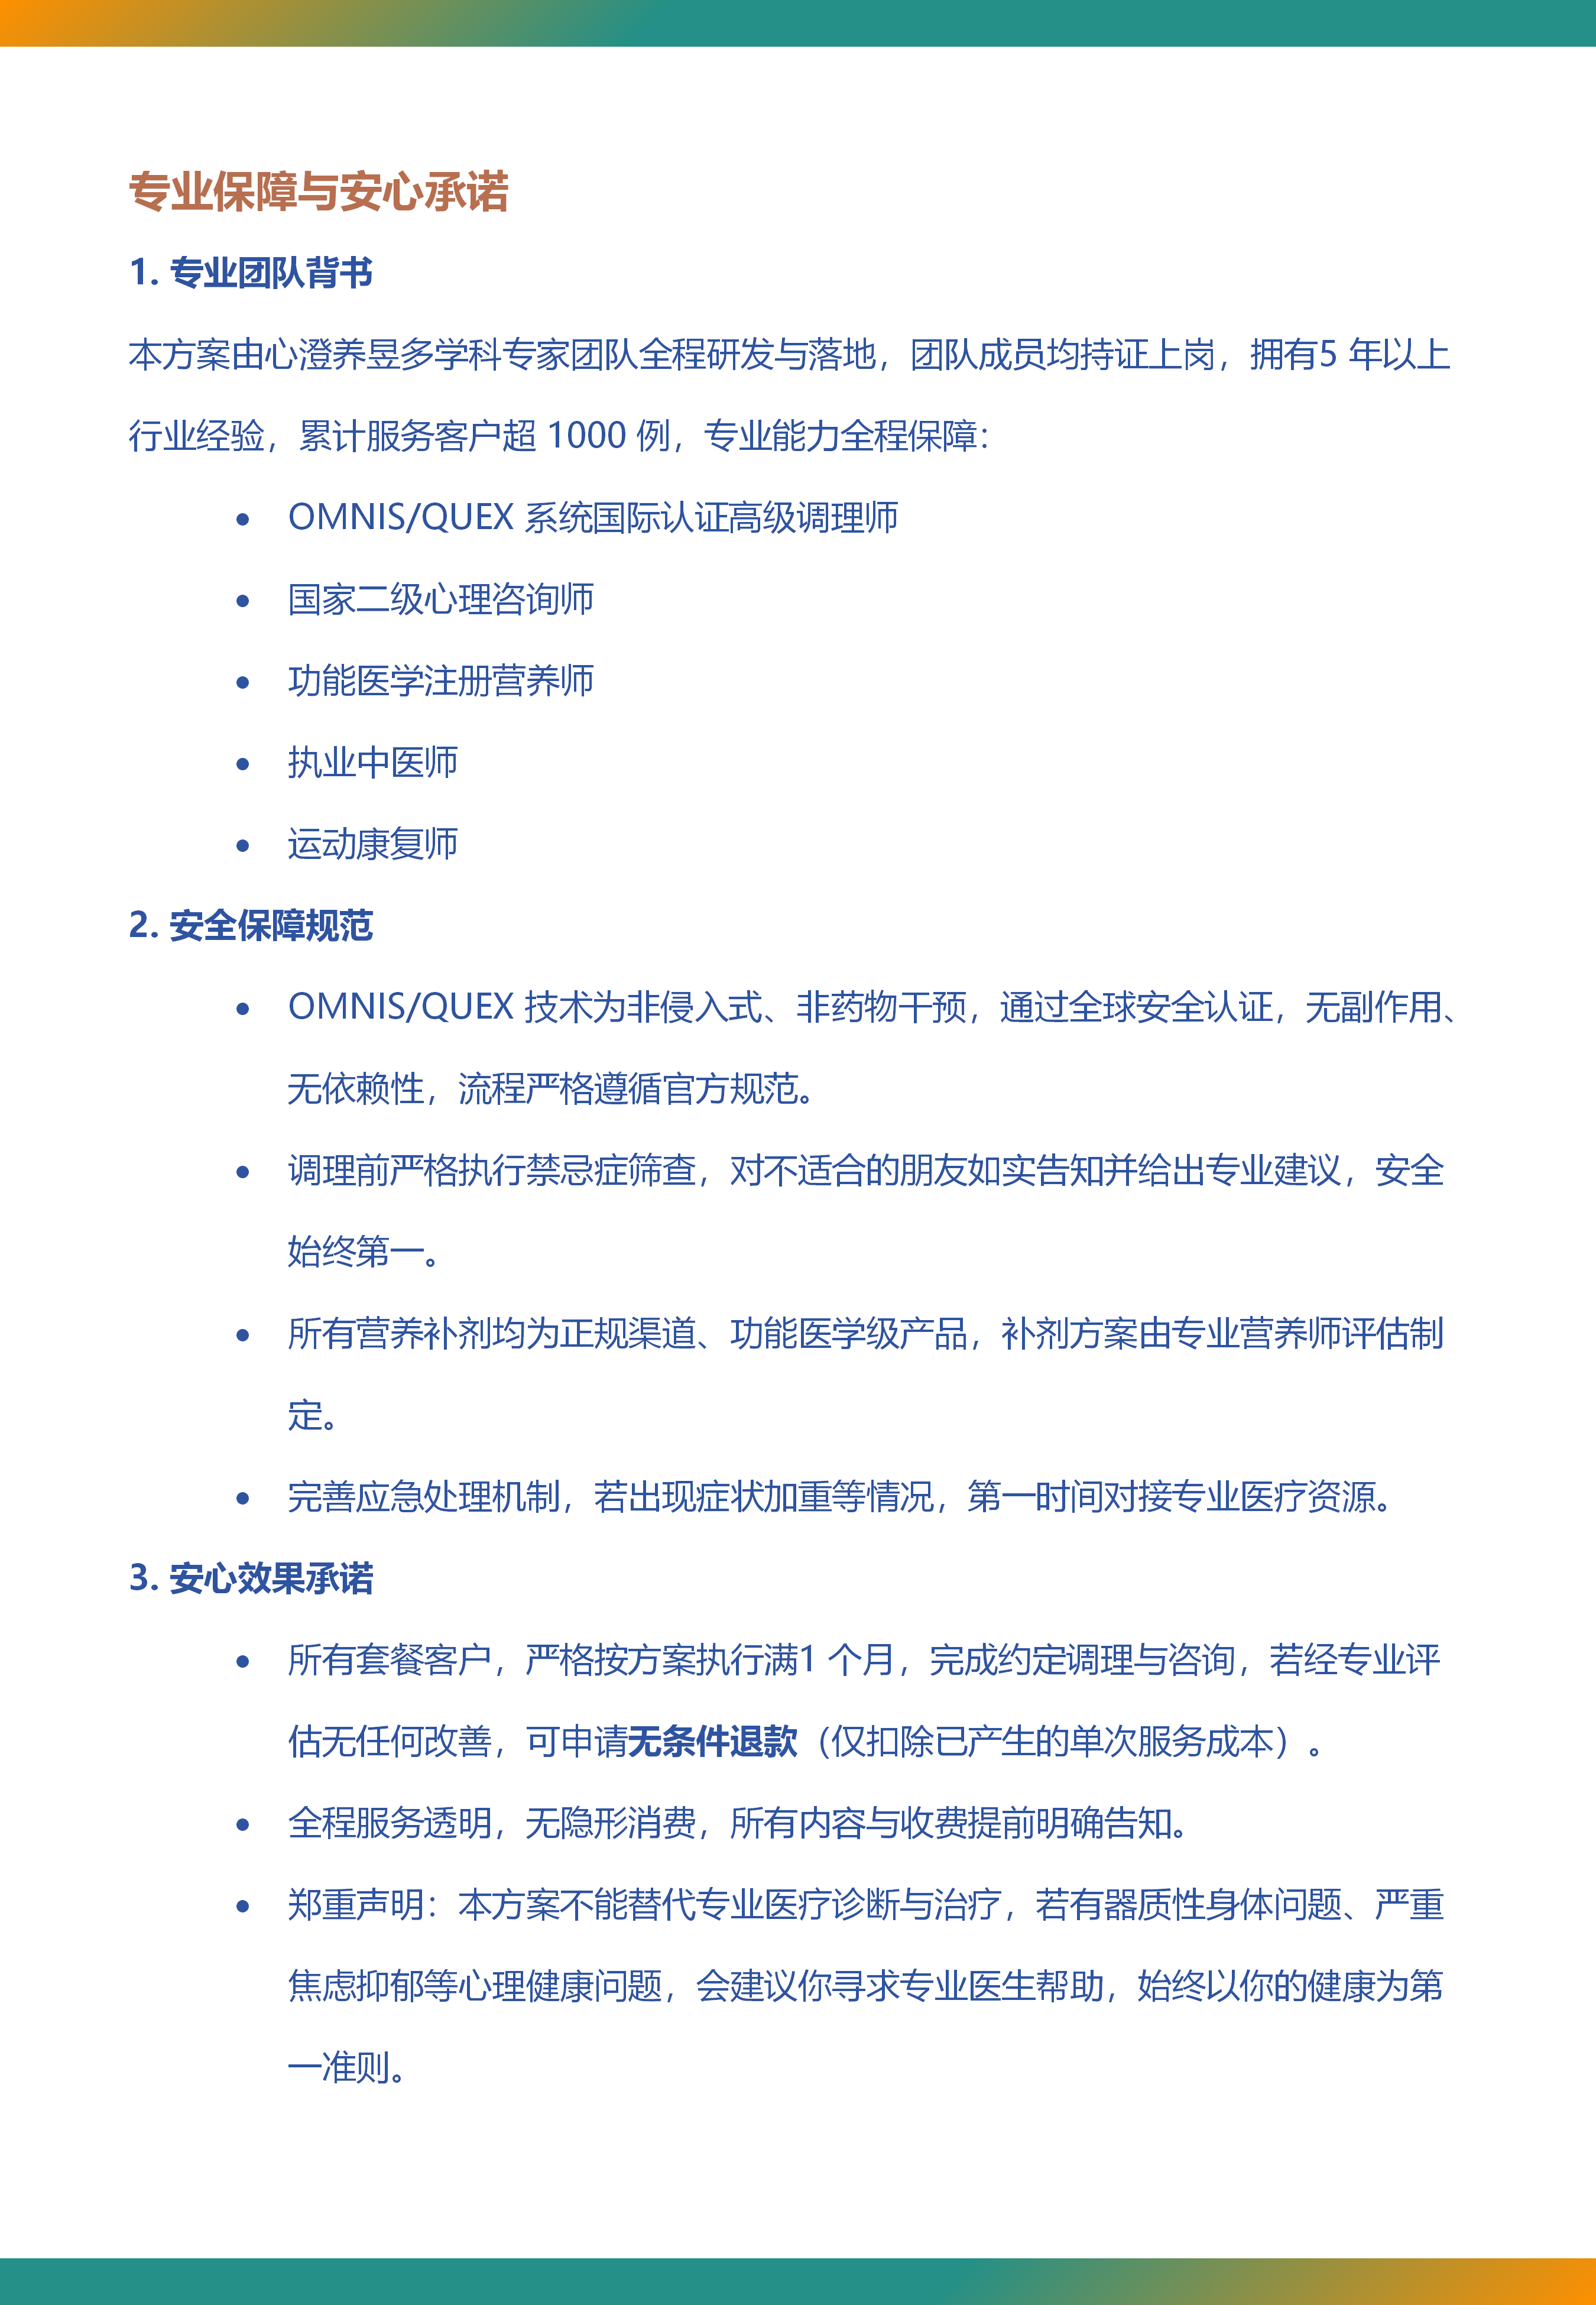 专业保障与安心承诺
1. 专业团队背书
本方案由心澄养昱多学科专家团队全程研发与落地，团队成员均持证上岗，拥有5 年以上
行业经验，累计服务客户超 1000 例，专业能力全程保障：
• OMNIS/QUEX 系统国际认证高级调理师
• 国家二级心理咨询师
• 功能医学注册营养师
• 执业中医师
• 运动康复师
2. 安全保障规范
• OMNIS/QUEX 技术为非侵入式、非药物干预，通过全球安全认证，无副作用、
无依赖性，流程严格遵循官方规范。
• 调理前严格执行禁忌症筛查，对不适合的朋友如实告知并给出专业建议，安全
始终第一。
• 所有营养补剂均为正规渠道、功能医学级产品，补剂方案由专业营养师评估制
定。
• 完善应急处理机制，若出现症状加重等情况，第一时间对接专业医疗资源。
3. 安心效果承诺
• 所有套餐客户，严格按方案执行满1 个月，完成约定调理与咨询，若经专业评
估无任何改善，可申请无条件退款（仅扣除已产生的单次服务成本）。
• 全程服务透明，无隐形消费，所有内容与收费提前明确告知。
• 郑重声明：本方案不能替代专业医疗诊断与治疗，若有器质性身体问题、严重
焦虑抑郁等心理健康问题，会建议你寻求专业医生帮助，始终以你的健康为第
一准则。